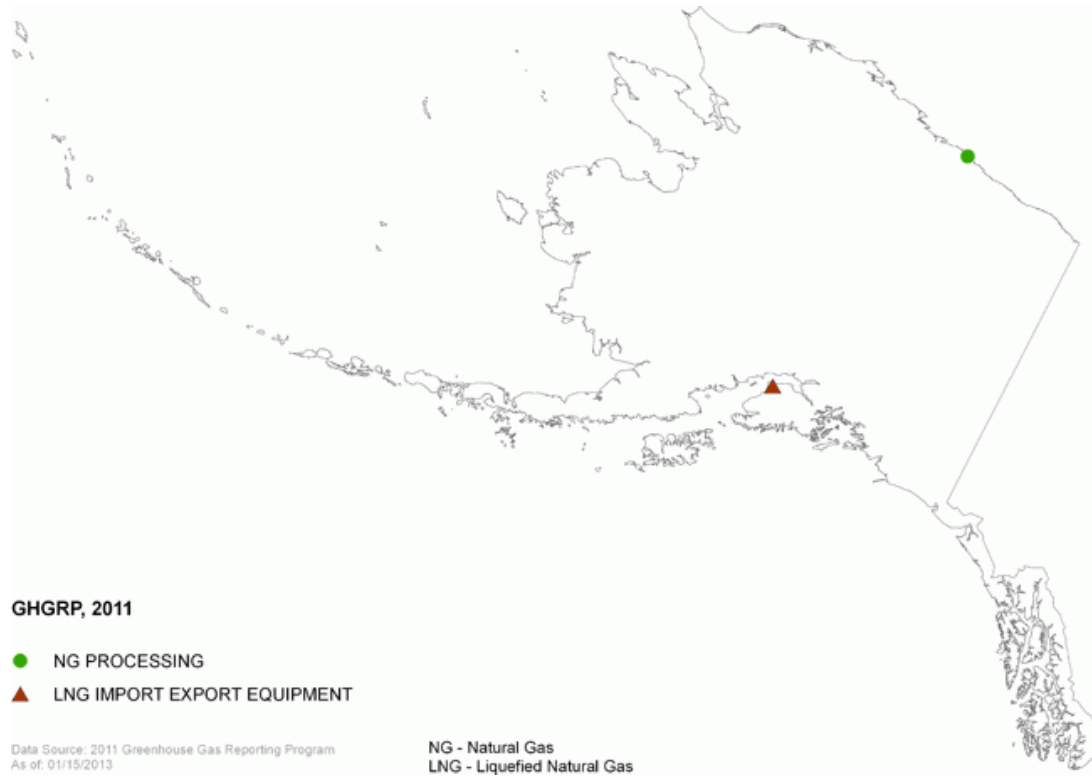 GHGRP, 2011
NG PROCESSING
LNG IMPORT EXPORT EQUIPMENT
Data Source: 2011 Greenhouse Gas Reporting Program
As of: 01/15/2013
NG - Natural Gas
LNG - Liquefied Natural Gas